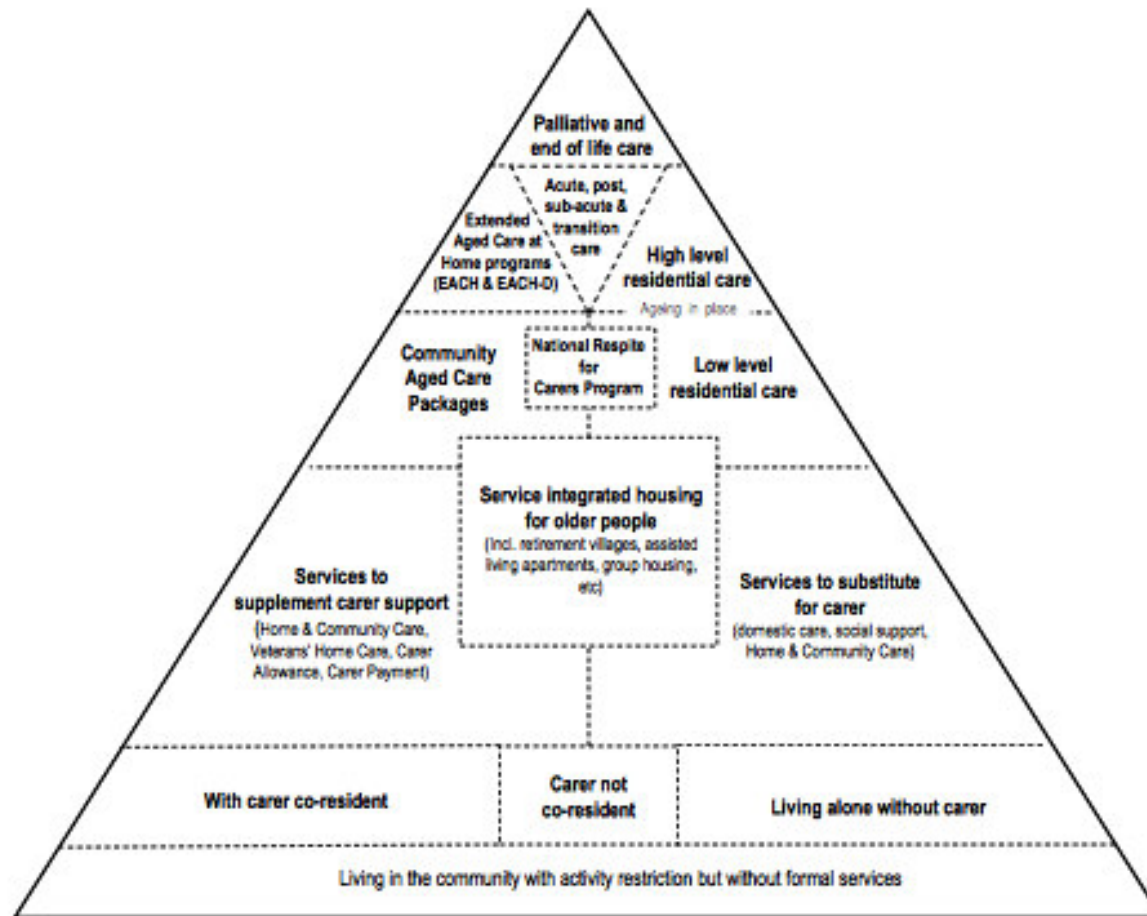 Palliative and
end of life care
Acute, post,
sub-acute &
transition
care
Extended
Aged Care at
Home programs
(EACH & EACH-D)
High level
residential care
Ageing in place
Community
Aged Care
Packages
National Respite
for
Carers Program
Low level
residential care
Service integrated housing
for older people
(Incl. retirement villages, assisted
living apartments, group housing,
etc)
Services to
supplement carer support
(Home & Community Care,
Veterans' Home Care, Carer
Allowance, Carer Payment)
Services to substitute
for carer
(domestic care, social support,
Home & Community Care)
With carer co-resident
Carer not
co-resident
Living alone without carer
Living in the community with activity restriction but without formal services